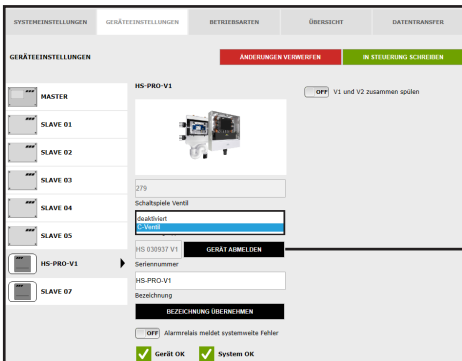 SYSTEMEINSTELLUNGEN GERÄTEEINSTELLUNGEN BETRIEBSARTEN ÜBERSICHT DATENTRANSFER
GERÄTEEINSTELLUNGEN
ÄNDERUNGEN VERWERFEN
IN STEUERUNG SCHREIBEN
MASTER
SLAVE 01
SLAVE 02
SLAVE 03
SLAVE 04
SLAVE 05
HS-PRO-V1
SLAVE 07
HS-PRO-V1
279
Schaltspiele Ventil
deaktiviert
C-Ventil
HS 030937 V1 GERÄT ABMELDEN
Seriennummer
HS-PRO-V1
Bezeichnung
BEZEICHNUNG ÜBERNEHMEN
OFF Alarmrelais meldet systemweite Fehler
Gerät OK System OK
OFF V1 und V2 zusammen spülen